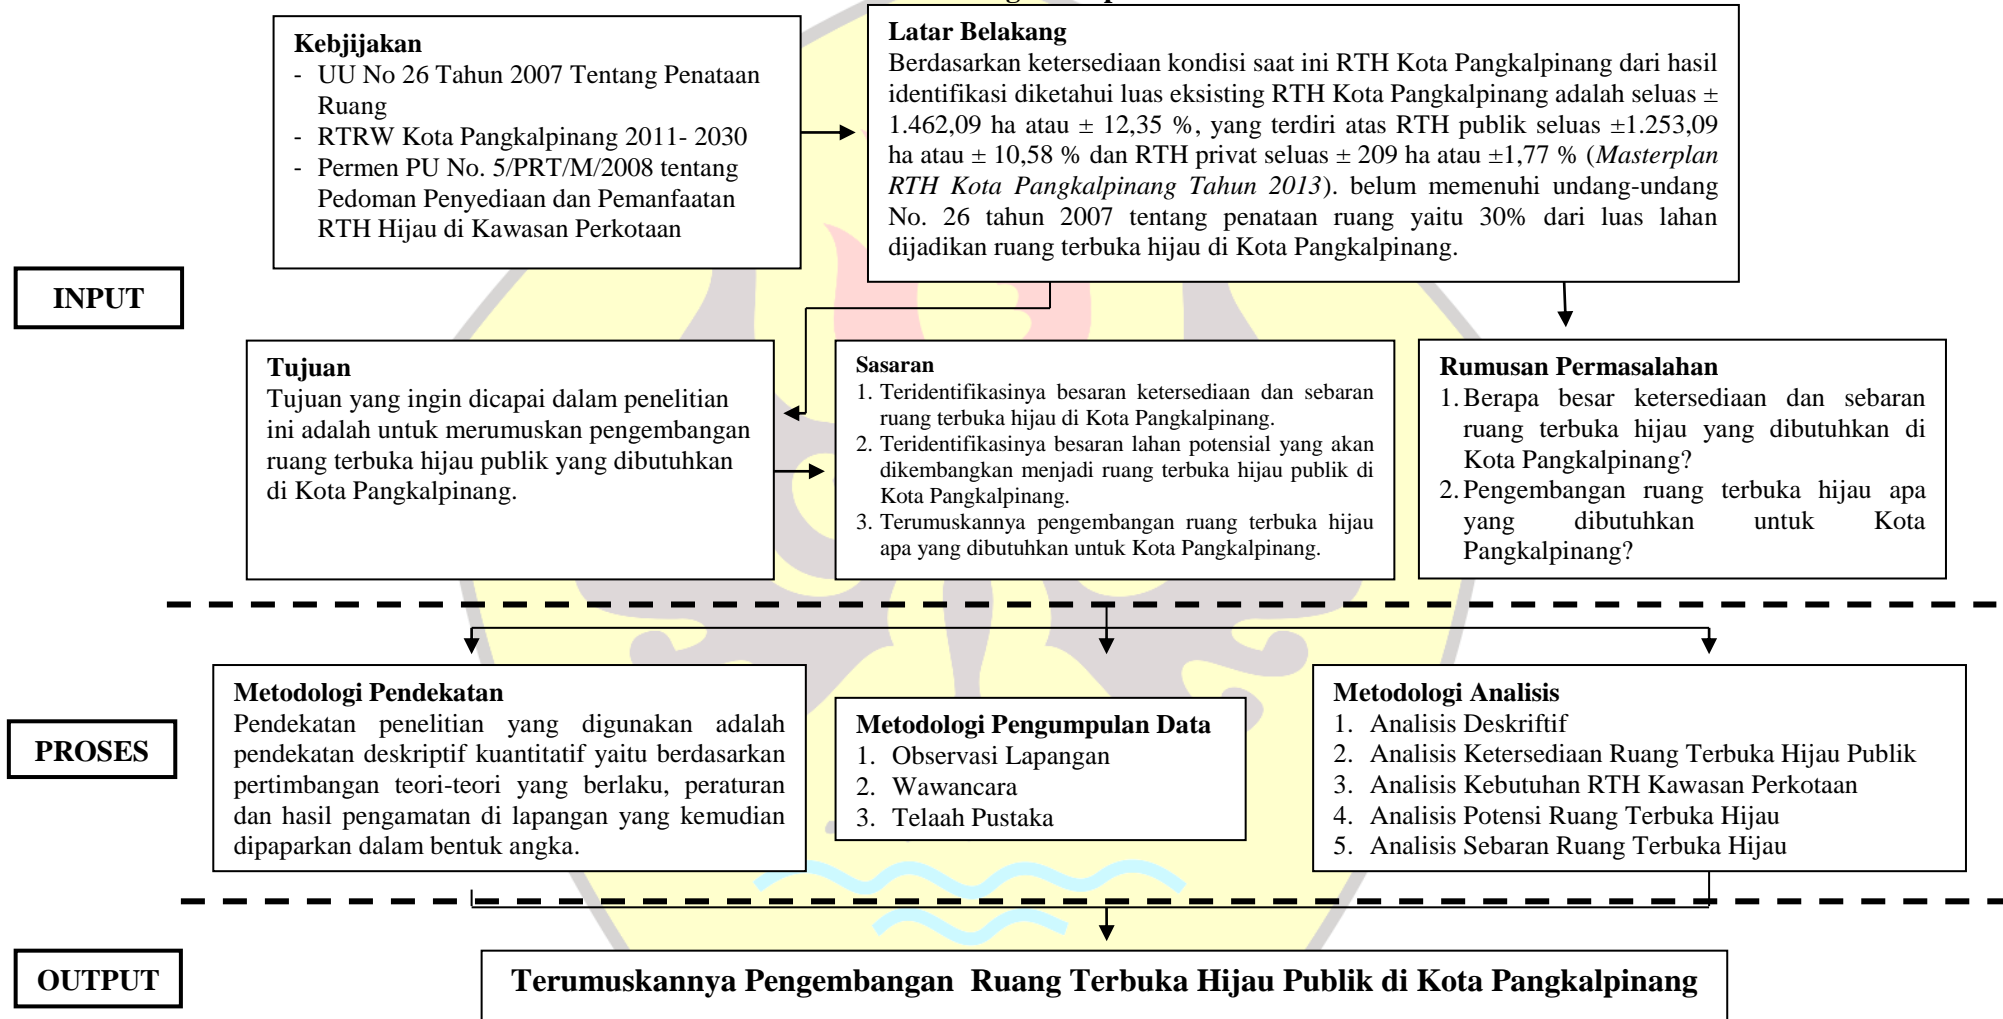 Kebjijakan
- UU No 26 Tahun 2007 Tentang Penataan
Ruang
- RTRW Kota Pangkalpinang 2011- 2030
- Permen PU No. 5/PRT/M/2008 tentang
Pedoman Penyediaan dan Pemanfaatan
RTH Hijau di Kawasan Perkotaan
Latar Belakang
Berdasarkan ketersediaan kondisi saat ini RTH Kota Pangkalpinang dari hasil
identifikasi diketahui luas eksisting RTH Kota Pangkalpinang adalah seluas ±
1.462,09 ha atau ± 12,35 %, yang terdiri atas RTH publik seluas ±1.253,09
ha atau ± 10,58 % dan RTH privat seluas ± 209 ha atau ±1,77 % (Masterplan
RTH Kota Pangkalpinang Tahun 2013). belum memenuhi undang-undang
No. 26 tahun 2007 tentang penataan ruang yaitu 30% dari luas lahan
dijadikan ruang terbuka hijau di Kota Pangkalpinang.
INPUT
Tujuan
Tujuan yang ingin dicapai dalam penelitian
ini adalah untuk merumuskan pengembangan
ruang terbuka hijau publik yang dibutuhkan
di Kota Pangkalpinang.
Sasaran
1. Teridentifikasinya besaran ketersediaan dan sebaran
ruang terbuka hijau di Kota Pangkalpinang.
2. Teridentifikasinya besaran lahan potensial yang akan
dikembangkan menjadi ruang terbuka hijau publik di
Kota Pangkalpinang.
3. Terumuskannya pengembangan ruang terbuka hijau
apa yang dibutuhkan untuk Kota Pangkalpinang.
Rumusan Permasalahan
1. Berapa besar ketersediaan dan sebaran
ruang terbuka hijau yang dibutuhkan di
Kota Pangkalpinang?
2. Pengembangan ruang terbuka hijau apa
yang dibutuhkan untuk Kota
Pangkalpinang?
PROSES
Metodologi Pendekatan
Pendekatan penelitian yang digunakan adalah
pendekatan deskriptif kuantitatif yaitu berdasarkan
pertimbangan teori-teori yang berlaku, peraturan
dan hasil pengamatan di lapangan yang kemudian
dipaparkan dalam bentuk angka.
Metodologi Pengumpulan Data
1. Observasi Lapangan
2. Wawancara
3. Telaah Pustaka
Metodologi Analisis
1. Analisis Deskriftif
2. Analisis Ketersediaan Ruang Terbuka Hijau Publik
3. Analisis Kebutuhan RTH Kawasan Perkotaan
4. Analisis Potensi Ruang Terbuka Hijau
5. Analisis Sebaran Ruang Terbuka Hijau
OUTPUT
Terumuskannya Pengembangan Ruang Terbuka Hijau Publik di Kota Pangkalpinang